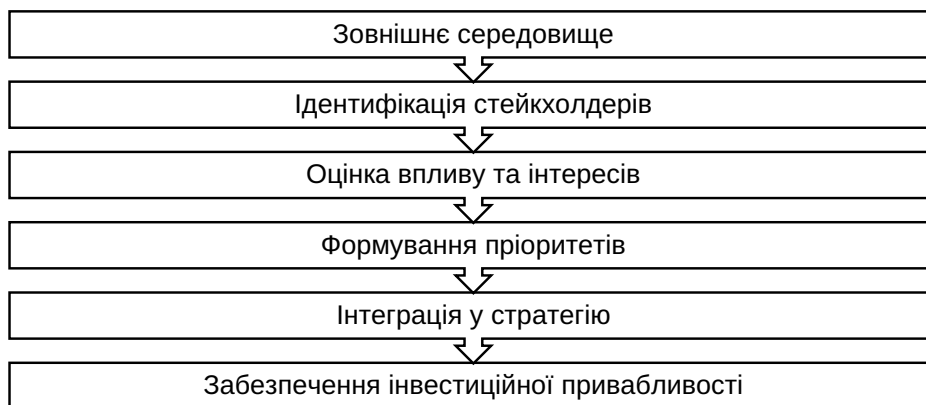 Зовнішнє середовище
Ідентифікація стейкхолдерів
Оцінка впливу та інтересів
Формування пріоритетів
Інтеграція у стратегію
Забезпечення інвестиційної привабливості